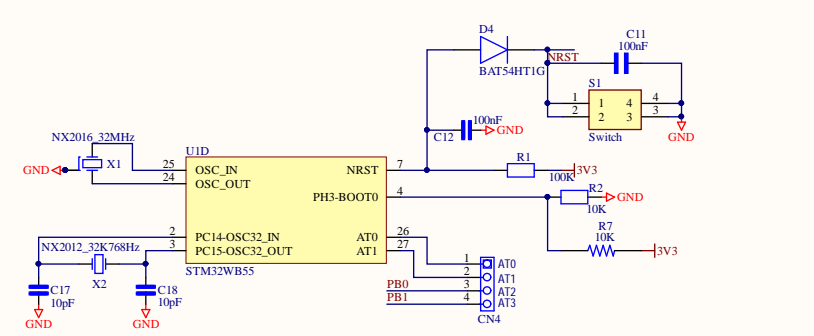 D4
BAT54HT1G
NRST
C11
100nF
S1
1 1 4 4
2 2 3 3
Switch
GND
100nF
C12
GND
NX2016_32MHz
GND
X1
U1D
25 OSC_IN
24 OSC_OUT
NRST 7
PH3-BOOT0 4
R1
100K
3V3
R2
10K
GND
R7
10K
3V3
2 PC14-OSC32_IN
3 PC15-OSC32_OUT
AT0 26
AT1 27
STM32WB55
NX2012_32K768Hz
X2
C17
10pF
GND
C18
10pF
GND
1 AT0
2 AT1
PB0 3 AT2
PB1 4 AT3
CN4